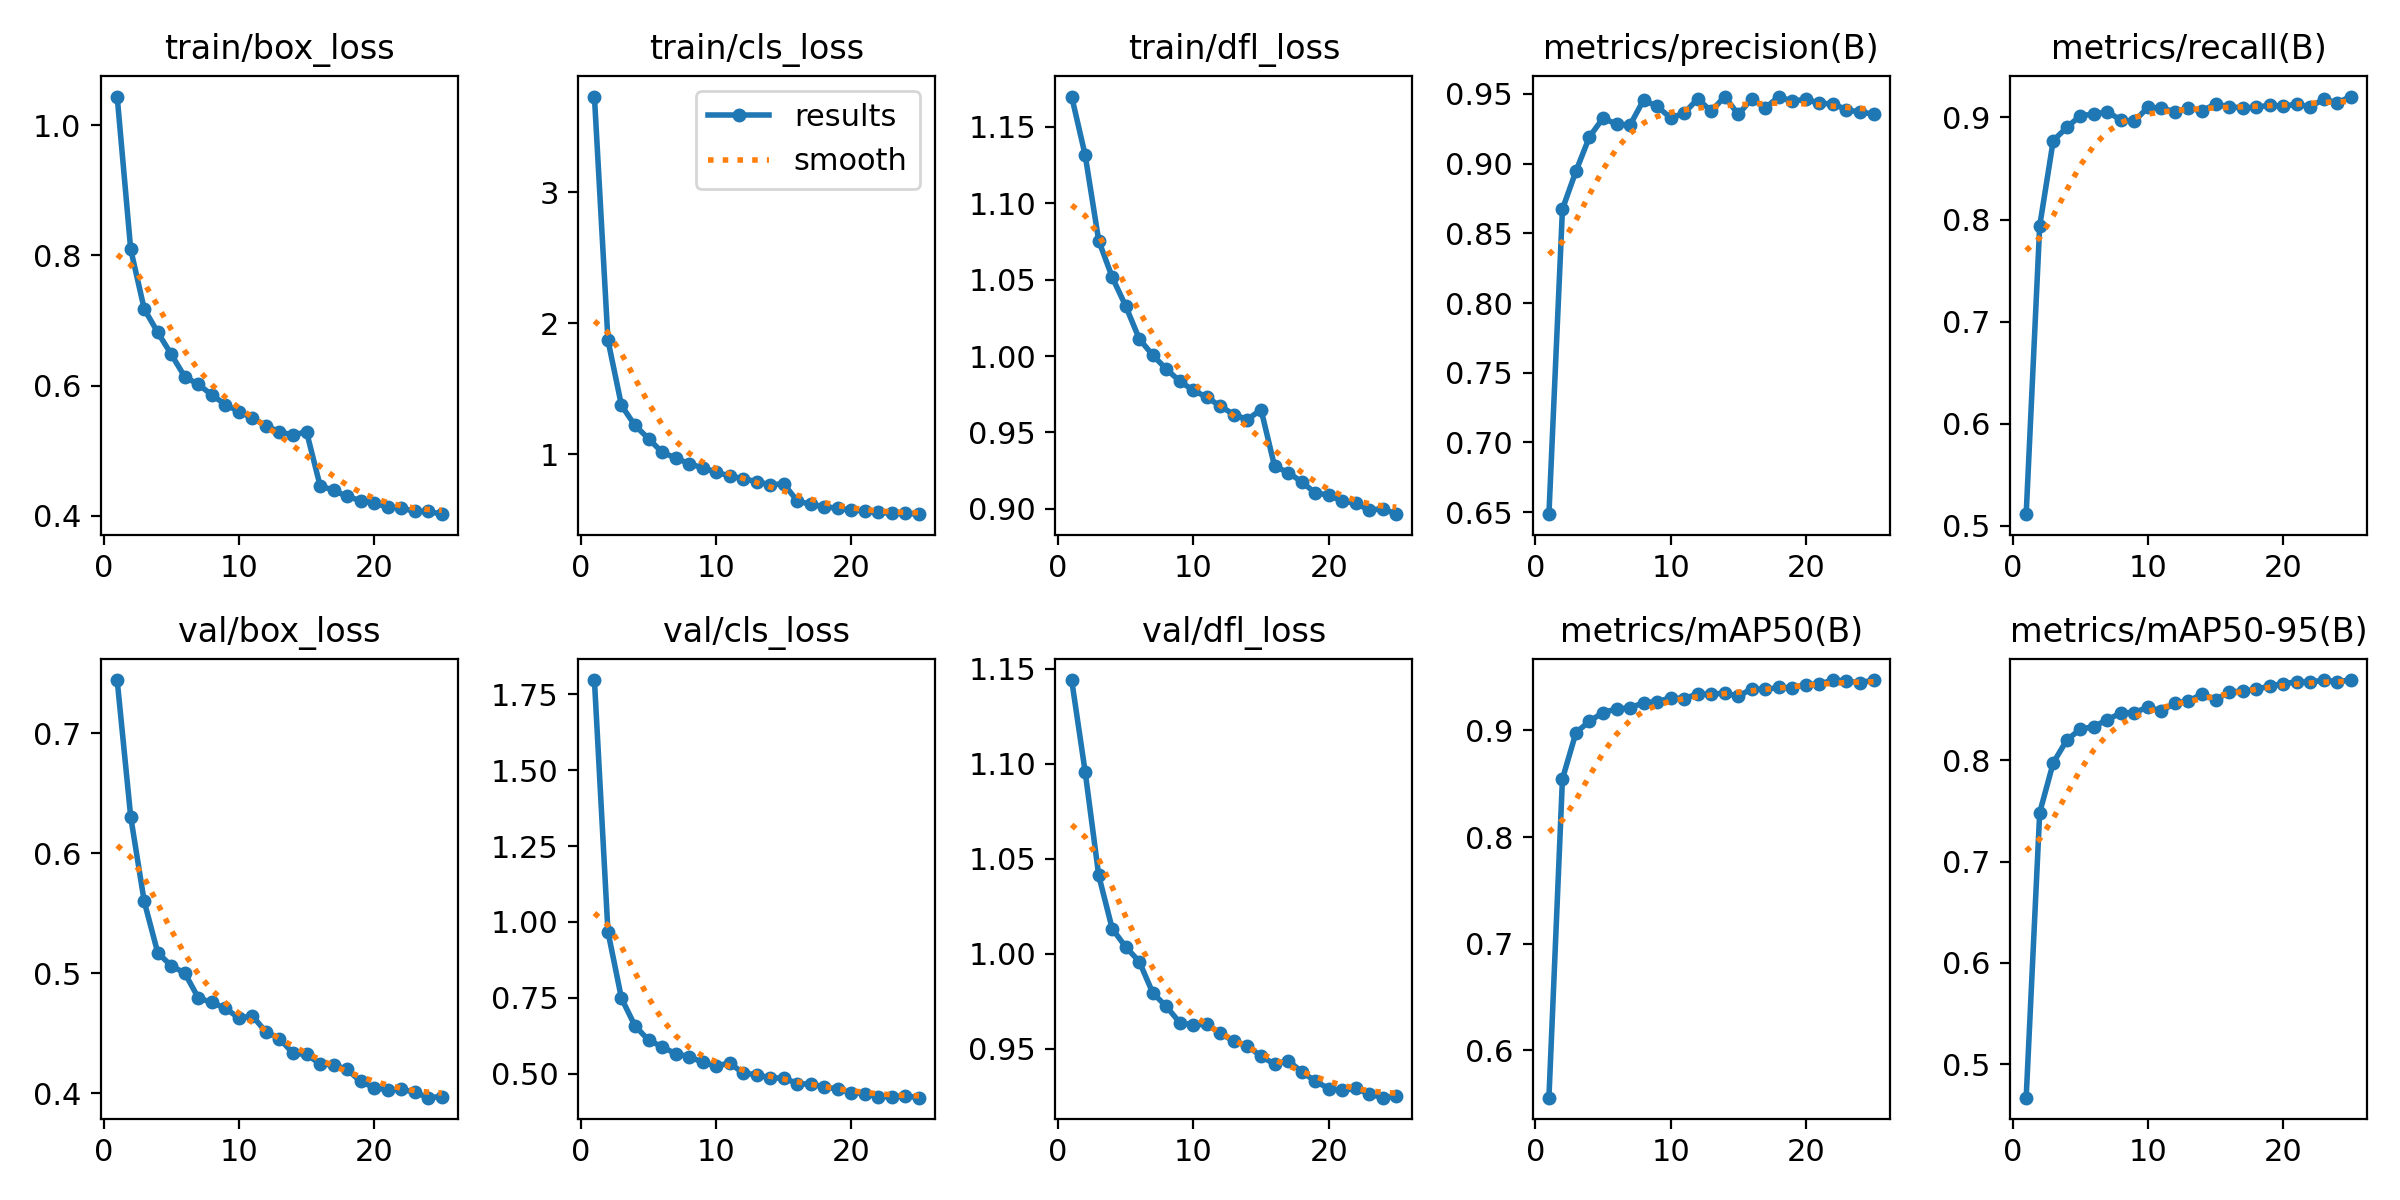 train/box_loss
train/cls_loss
train/dfl_loss
metrics/precision(B)
metrics/recall(B)
1.0
0.8
0.6
0.4
0 10 20
3
2
1
0 10 20
results
smooth
1.15
1.10
1.05
1.00
0.95
0.90
0 10 20
0.95
0.90
0.85
0.80
0.75
0.70
0.65
0 10 20
0.9
0.8
0.7
0.6
0.5
0 10 20
val/box_loss
val/cls_loss
val/dfl_loss
metrics/mAP50(B)
metrics/mAP50-95(B)
0.7
0.6
0.5
0.4
0 10 20
1.75
1.50
1.25
1.00
0.75
0.50
0 10 20
1.15
1.10
1.05
1.00
0.95
0 10 20
0.9
0.8
0.7
0.6
0 10 20
0.8
0.7
0.6
0.5
0 10 20